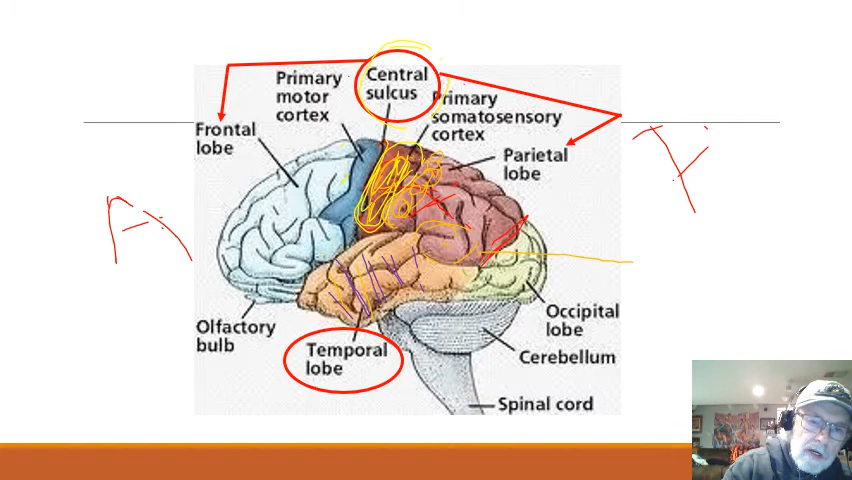 Central
sulcus
Primary
motor
cortex
Primary
somatosensory
cortex
Frontal
lobe
Parietal
lobe
A
Olfactory
bulb
Temporal
lobe
Occipital
lobe
Cerebellum
Spinal cord